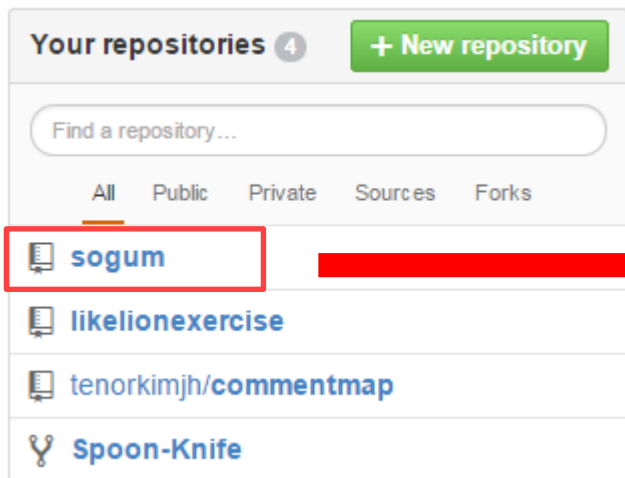 Your repositories 4 + New repository
Find a repository…
All Public Private Sources Forks
sogum
likelionexercise
tenorkimjh/commentmap
Spoon-Knife